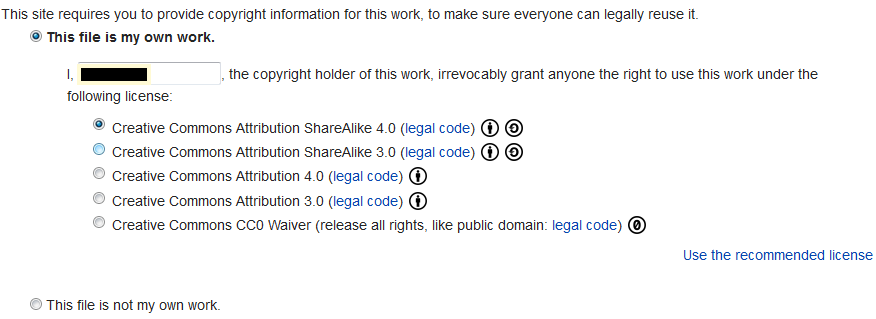 This site requires you to provide copyright information for this work, to make sure everyone can legally reuse it.
This file is my own work.
I, , the copyright holder of this work, irrevocably grant anyone the right to use this work under the
following license:
Creative Commons Attribution ShareAlike 4.0 (legal code)
Creative Commons Attribution ShareAlike 3.0 (legal code)
Creative Commons Attribution 4.0 (legal code)
Creative Commons Attribution 3.0 (legal code)
Creative Commons CC0 Waiver (release all rights, like public domain: legal code)
Use the recommended license
This file is not my own work.